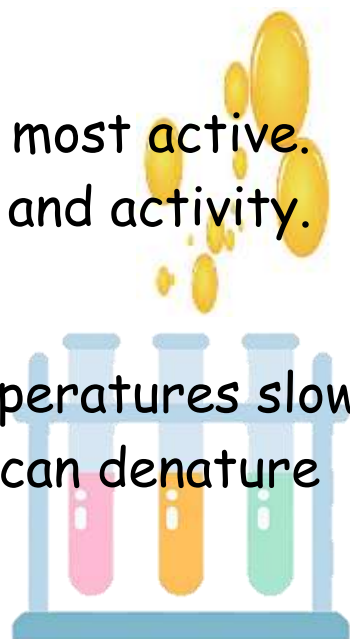 most active.
and activity.
peratures slow
can denature